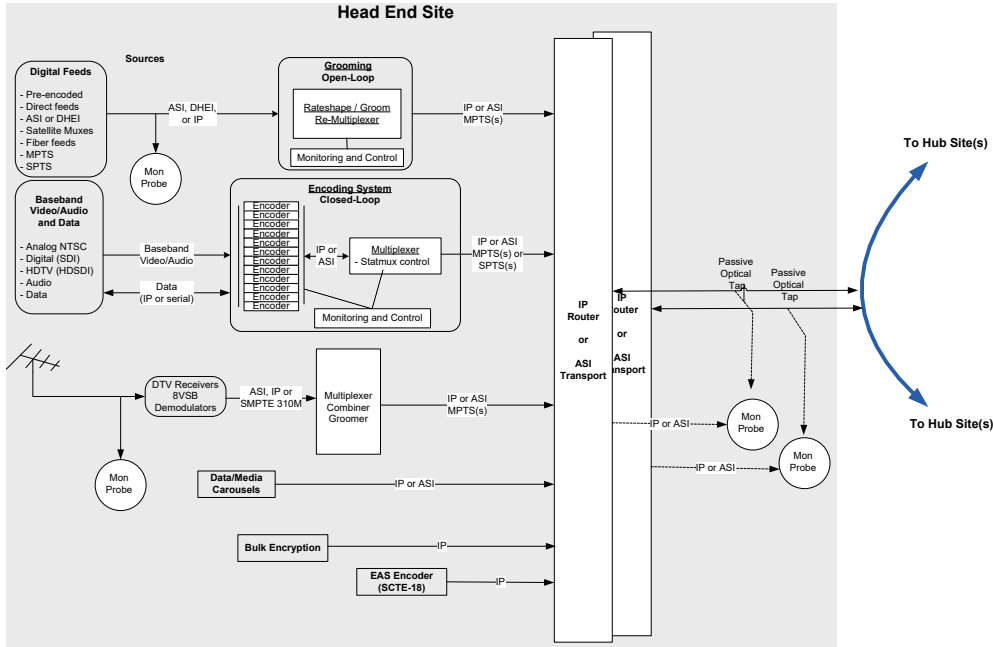 Head End Site
Sources
Digital Feeds
- Pre-encoded
- Direct feeds
- ASI or DHEI
- Satellite Muxes
- Fiber feeds
- MPTS
- SPTS
ASI, DHEI,
or IP
Mon
Probe
Grooming
Open-Loop
Rateshape / Groom
Re-Multiplexer
Monitoring and Control
IP or ASI
MPTS(s)
Baseband
Video/Audio
and Data
- Analog NTSC
- Digital (SDI)
- HDTV (HDSDI)
- Audio
- Data
Baseband
Video/Audio
Data
(IP or serial)
Encoding System
Closed-Loop
Encoder
Encoder
Encoder
Encoder
Encoder
Encoder
Encoder
Encoder
Encoder
Encoder
Encoder
Encoder
IP or
ASI
Multiplexer
- Statmux control
Monitoring and Control
IP or ASI
MPTS(s) or
SPTS(s)
DTV Receivers
8VSB
Demodulators
ASI, IP or
SMPTE 310M
Multiplexer
Combiner
Groomer
IP or ASI
MPTS(s)
Mon
Probe
Data/Media
Carousels
IP or ASI
Bulk Encryption
IP
EAS Encoder
(SCTE-18)
IP
IP
Router
or
ASI
Transport
IP
outer
or
ASI
nsport
Passive
Optical
Tap
Passive
Optical
Tap
IP or ASI
Mon
Probe
IP or ASI
Mon
Probe
To Hub Site(s)
To Hub Site(s)